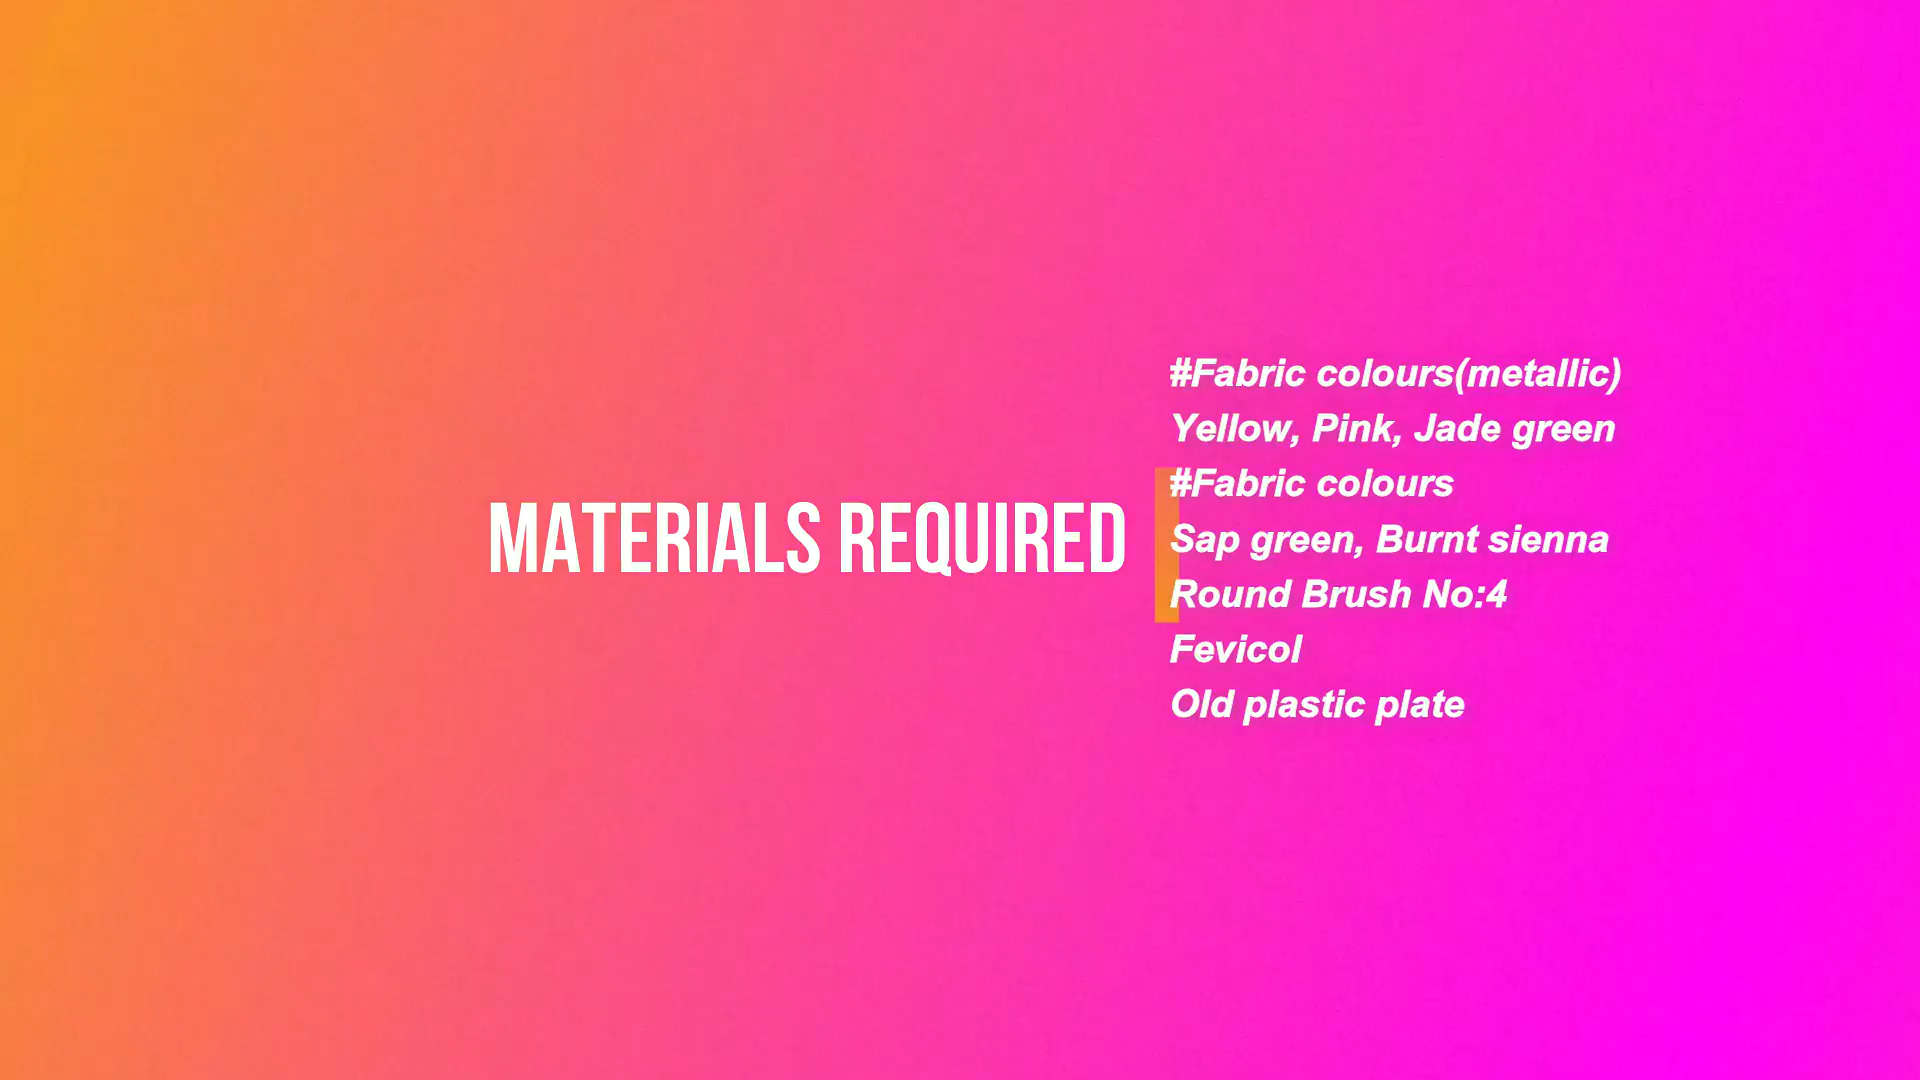 MATERIALS REQUIRED
#Fabric colours(metallic)
Yellow, Pink, Jade green
#Fabric colours
Sap green, Burnt sienna
Round Brush No:4
Fevicol
Old plastic plate